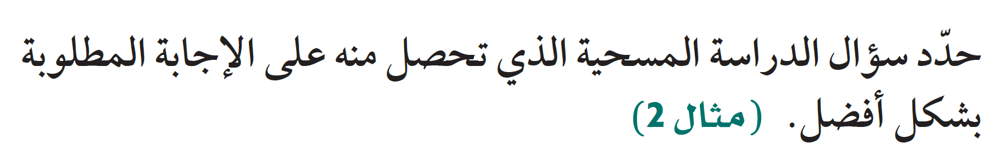 حدّد سؤال الدراسة المسحية الذي تحصل منه على الإجابة المطلوبة
بشكل أفضل. (مثال 2)